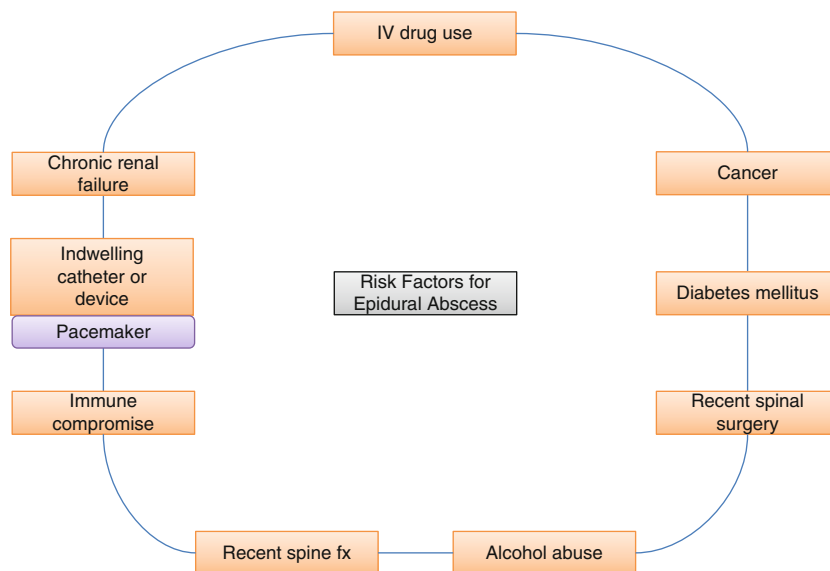 IV drug use
Chronic renal
failure
Cancer
Indwelling
catheter or
device
Risk Factors for
Epidural Abscess
Diabetes mellitus
Pacemaker
Immune
compromise
Recent spinal
surgery
Recent spine fx
Alcohol abuse